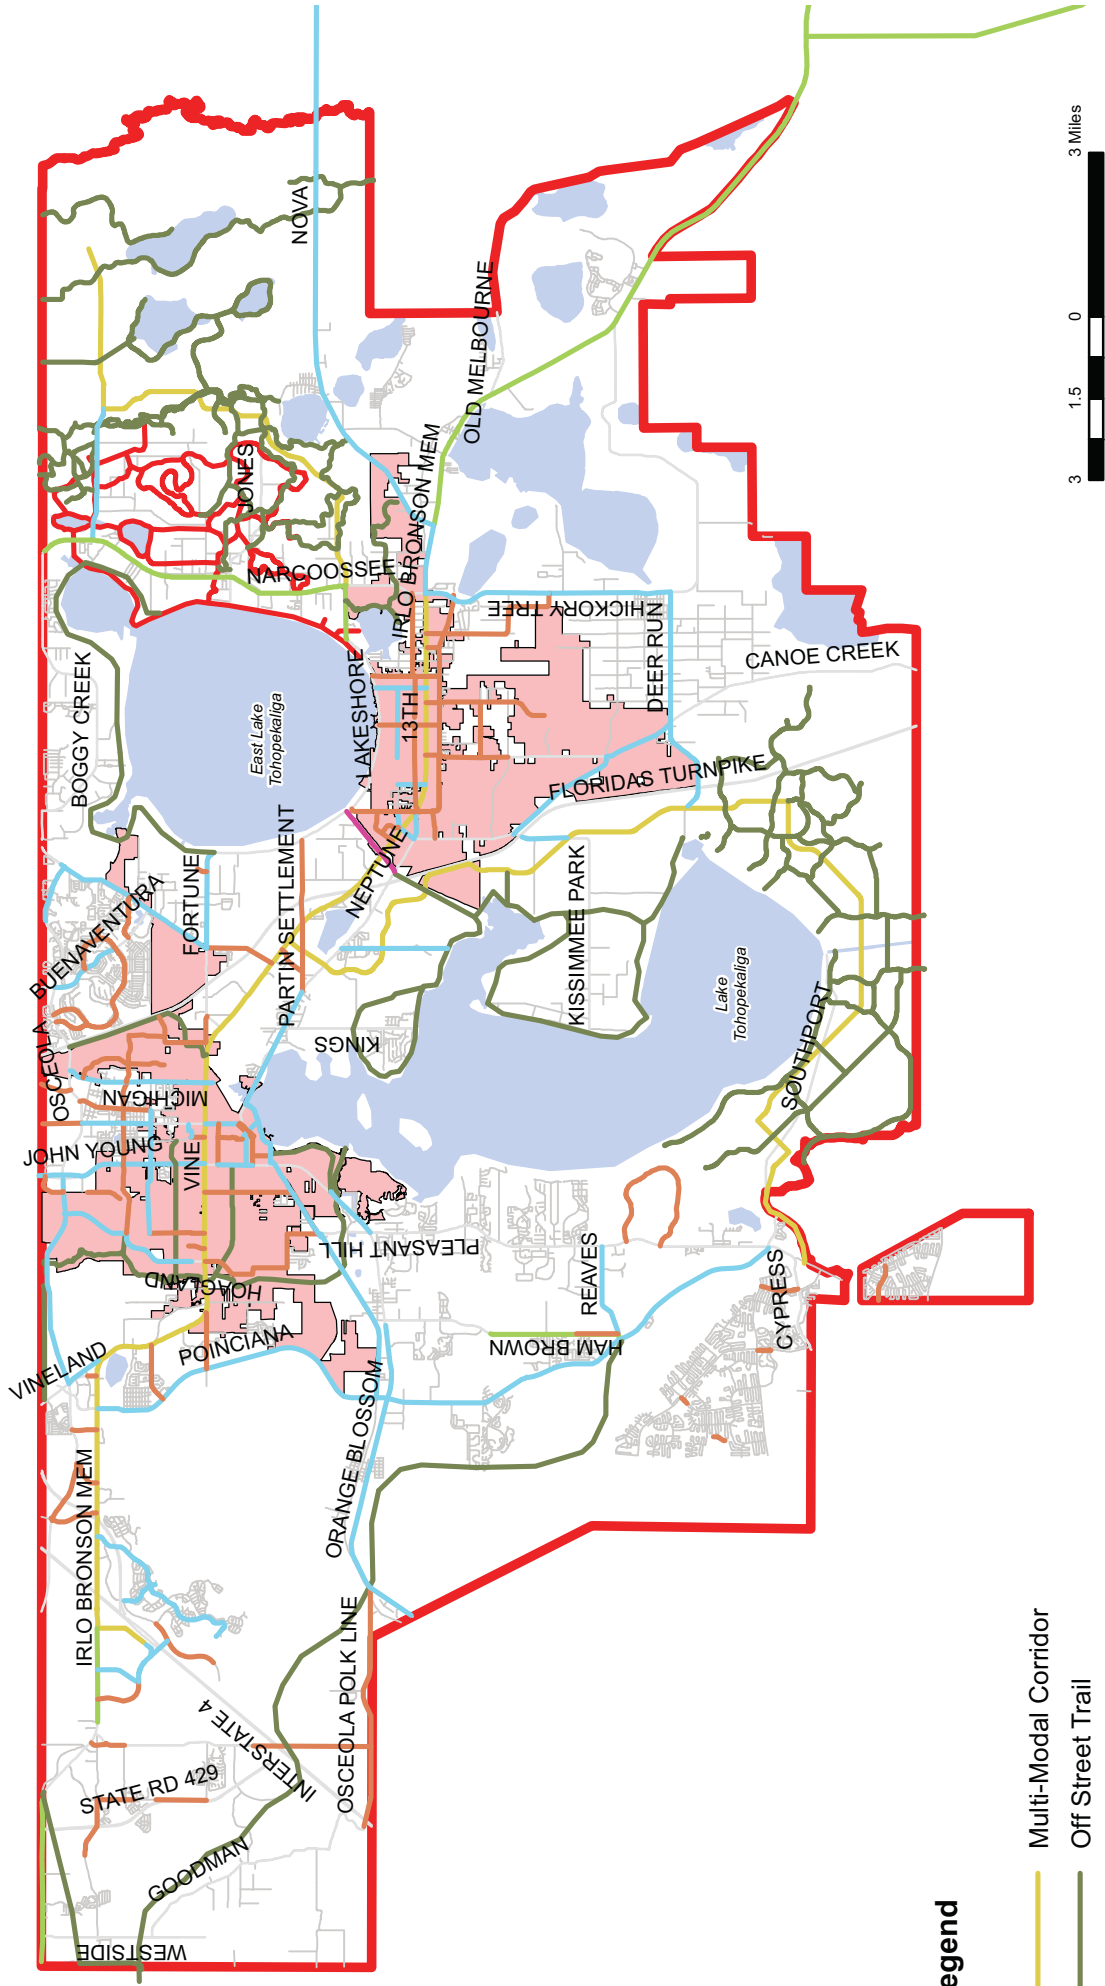 NOVA
OLD MELBOURNE
JONES
NARCOOSSEE
IRLO BRONSON MEM
HICKORY TREE
DEER RUN
CANOE CREEK
BOGGY CREEK
East Lake
Tohopekaliga
LAKESHORE
13TH
FLORIDAS TURNPIKE
NEPTUNE
PARTIN SETTLEMENT
FORTUNE
BUENAVENTURA
KISSIMMEE PARK
Lake
Tohopekaliga
SOUTHPORT
KINGS
OSCEOLA
MICHIGAN
JOHN YOUNG
VINE
PLEASANT HILL
HOAGLAND
POINCIANA
VINELAND
REAVES
HAM BROWN
CYPRESS
ORANGE BLOSSOM
IRLO BRONSON MEM
OSCEOLA POLK LINE
INTERSTATE 4
STATE RD 429
GOODMAN
WESTSIDE
3 1.5 0 3 Miles
egend
Multi-Modal Corridor
Off Street Trail